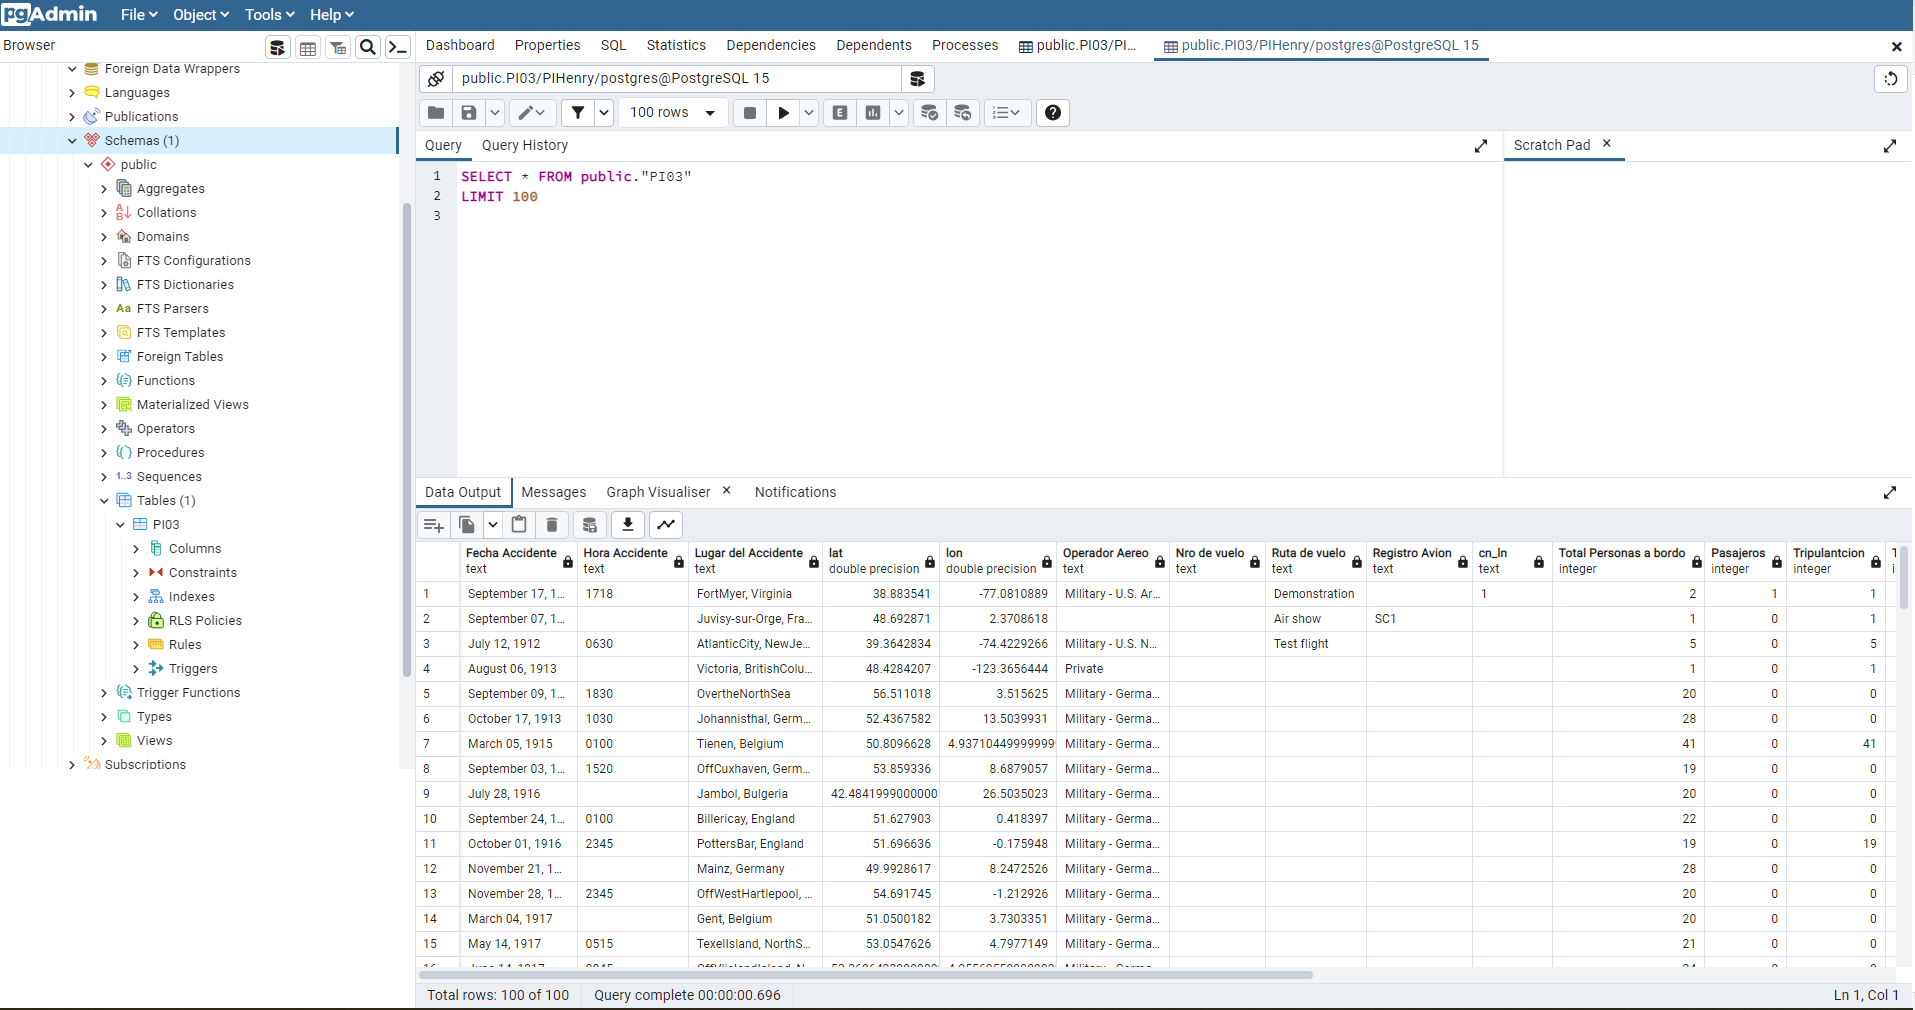 pgAdmin File Object Tools Help
Browser
Dashboard Properties SQL Statistics Dependencies Dependents Processes public.PI03/PI... public.PI03/PIHenry/postgres@PostgreSQL 15
Foreign Data Wrappers
Languages
Publications
Schemas (1)
public
Aggregates
Collations
Domains
FTS Configurations
FTS Dictionaries
Aa FTS Parsers
FTS Templates
Foreign Tables
Functions
Materialized Views
Operators
Procedures
1..3 Sequences
Tables (1)
PI03
Columns
Constraints
Indexes
RLS Policies
Rules
Triggers
Trigger Functions
Types
Views
Subscriptions
public.PI03/PIHenry/postgres@PostgreSQL 15
100 rows E
Query Query History Scratch Pad
1 SELECT * FROM public."PI03"
2 LIMIT 100
3
Data Output Messages Graph Visualiser Notifications
Fecha Accidente Hora Accidente Lugar del Accidente lat lon Operador Aereo Nro de vuelo Ruta de vuelo Registro Avion cn_ln Total Personas a bordo Pasajeros Tripulantcion
text text text double precision double precision text text text text text integer integer integer
1 September 17, 1... 1718 FortMyer, Virginia 38.883541 -77.0810889 Military - U.S. Ar... Demonstration 1 2 1 1
2 September 07, 1... Juvisy-sur-Orge, Fra... 48.692871 2.3708618 Air show SC1 1 0 1
3 July 12, 1912 0630 AtlanticCity, NewJe... 39.3642834 -74.4229266 Military - U.S. N... Test flight 5 0 5
4 August 06, 1913 Victoria, BritishColu... 48.4284207 -123.3656444 Private 1 0 1
5 September 09, 1... 1830 OvertheNorthSea 56.511018 3.515625 Military - Germa... 20 0 0
6 October 17, 1913 1030 Johannisthal, Germ... 52.4367582 13.5039931 Military - Germa... 28 0 0
7 March 05, 1915 0100 Tienen, Belgium 50.8096628 4.93710449999999 Military - Germa... 41 0 41
8 September 03, 1... 1520 OffCuxhaven, Germ... 53.859336 8.6879057 Military - Germa... 19 0 0
9 July 28, 1916 Jambol, Bulgeria 42.4841999000000 26.5035023 Military - Germa... 20 0 0
10 September 24, 1... 0100 Billericay, England 51.627903 0.418397 Military - Germa... 22 0 0
11 October 01, 1916 2345 PottersBar, England 51.696636 -0.175948 Military - Germa... 19 0 19
12 November 21, 1... Mainz, Germany 49.9928617 8.2472526 Military - Germa... 28 0 0
13 November 28, 1... 2345 OffWestHartlepool, ... 54.691745 -1.212926 Military - Germa... 20 0 0
14 March 04, 1917 Gent, Belgium 51.0500182 3.7303351 Military - Germa... 20 0 0
15 May 14, 1917 0515 TexelIsland, NorthS... 53.0547626 4.7977149 Military - Germa... 21 0 0
Total rows: 100 of 100 Query complete 00:00:00.696 Ln 1, Col 1